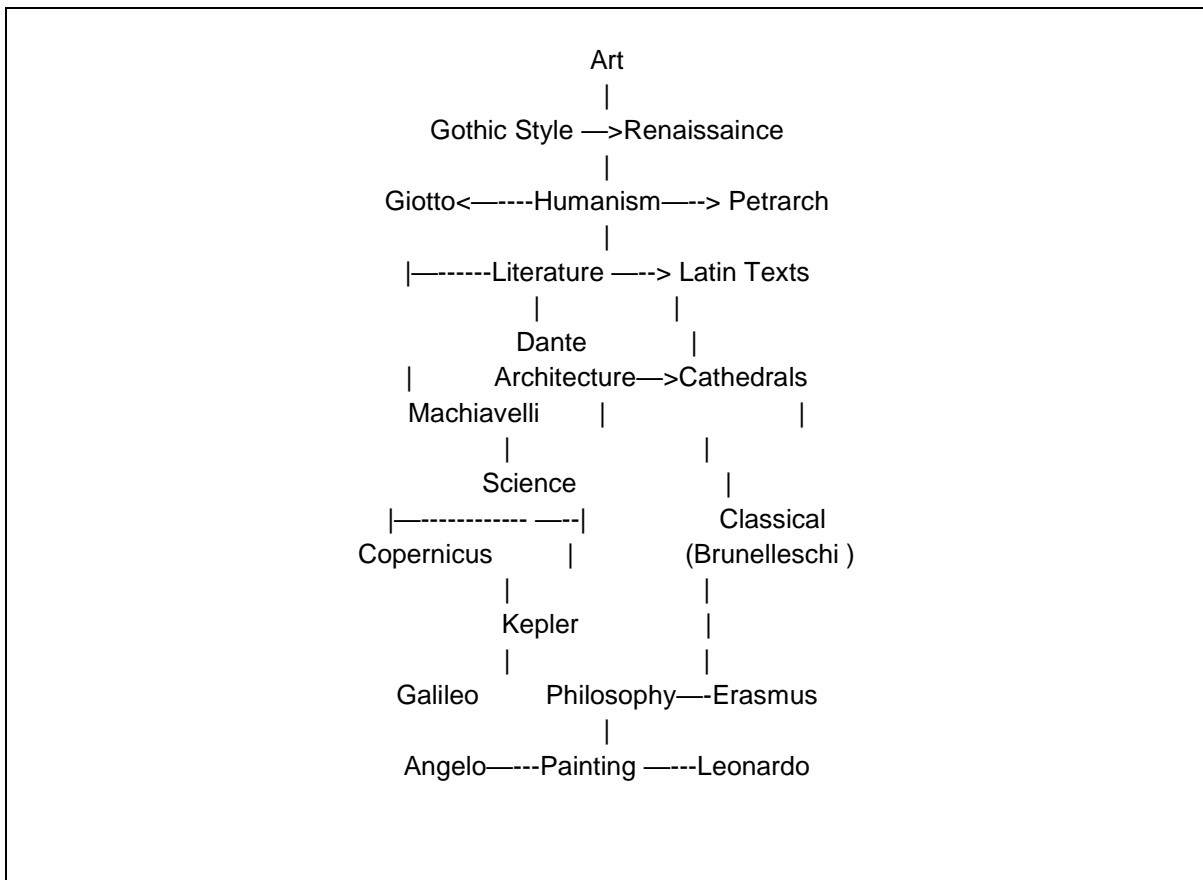 Art
|
Gothic Style —>Renaissaince
|
Giotto<—----Humanism—--> Petrarch
|
|—------Literature —--> Latin Texts
| |
Dante |
| Architecture—>Cathedrals
Machiavelli | |
| |
Science |
|—------------ —--| Classical
Copernicus | (Brunelleschi )
| |
Kepler |
| |
Galileo Philosophy—-Erasmus
|
Angelo—---Painting —---Leonardo